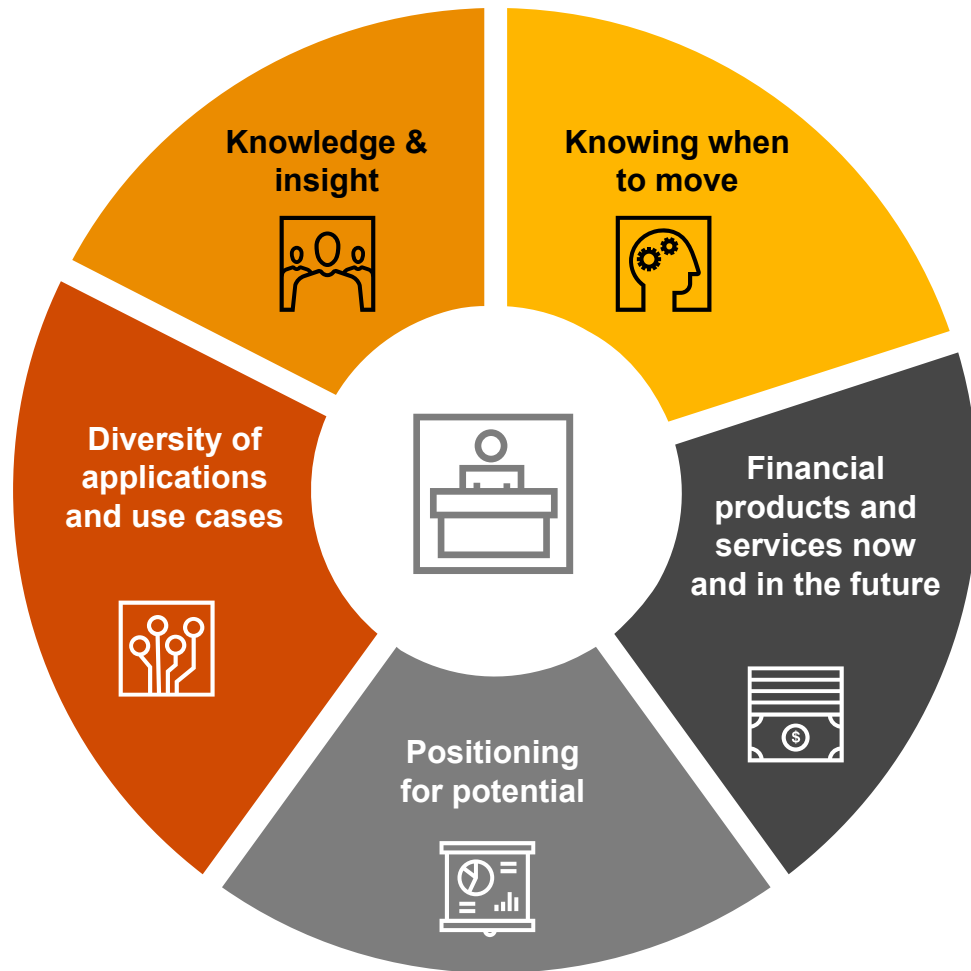 Knowledge &
insight
Knowing when
to move
Diversity of
applications
and use cases
Financial
products and
services now
and in the future
Positioning
for potential
$